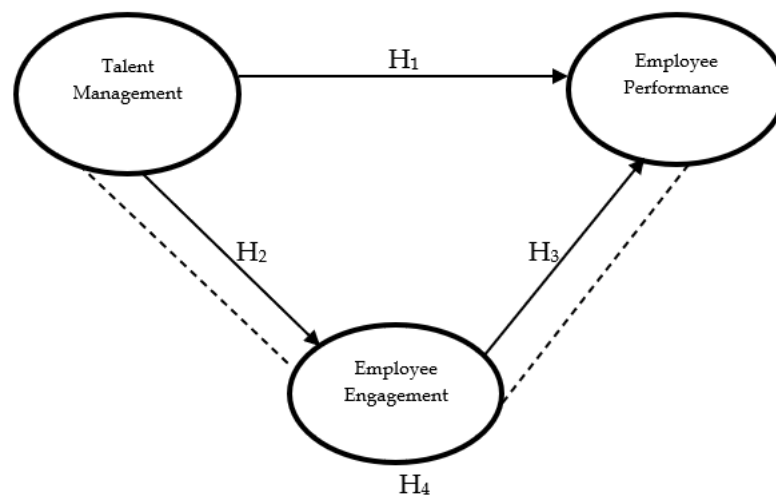 Talent
Management
H₁
Employee
Performance
H₂
H₃
Employee
Engagement
H₄